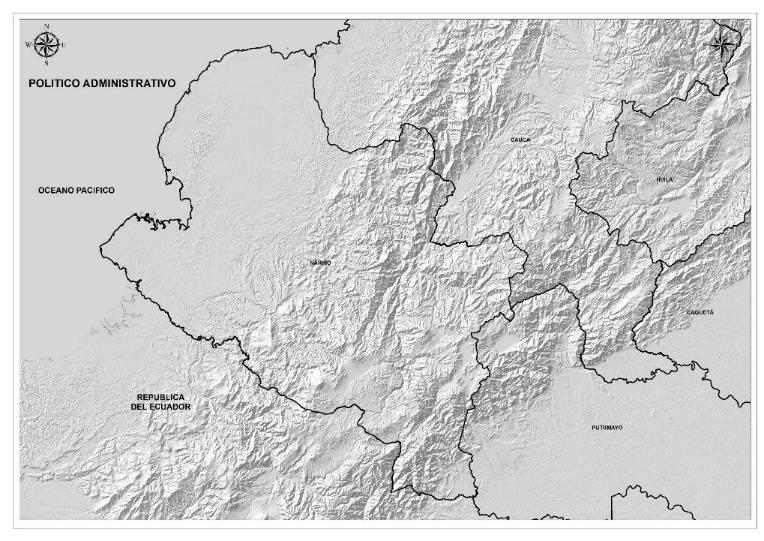 N
W E
S
POLITICO ADMINISTRATIVO
CAUCA
HUILA
OCEANO PACIFICO
NARIÑO
CAQUETÁ
REPUBLICA
DEL ECUADOR
PUTUMAYO